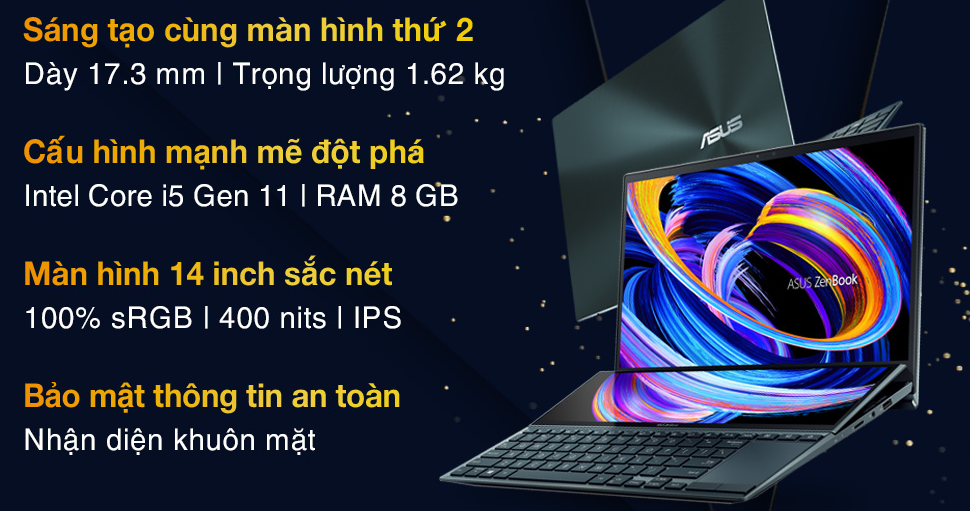 Sáng tạo cùng màn hình thứ 2
Dày 17.3 mm | Trọng lượng 1.62 kg
Cấu hình mạnh mẽ đột phá
Intel Core i5 Gen 11 | RAM 8 GB
Màn hình 14 inch sắc nét
100% sRGB | 400 nits | IPS
Bảo mật thông tin an toàn
Nhận diện khuôn mặt
ASUS
ASUS ZenBook